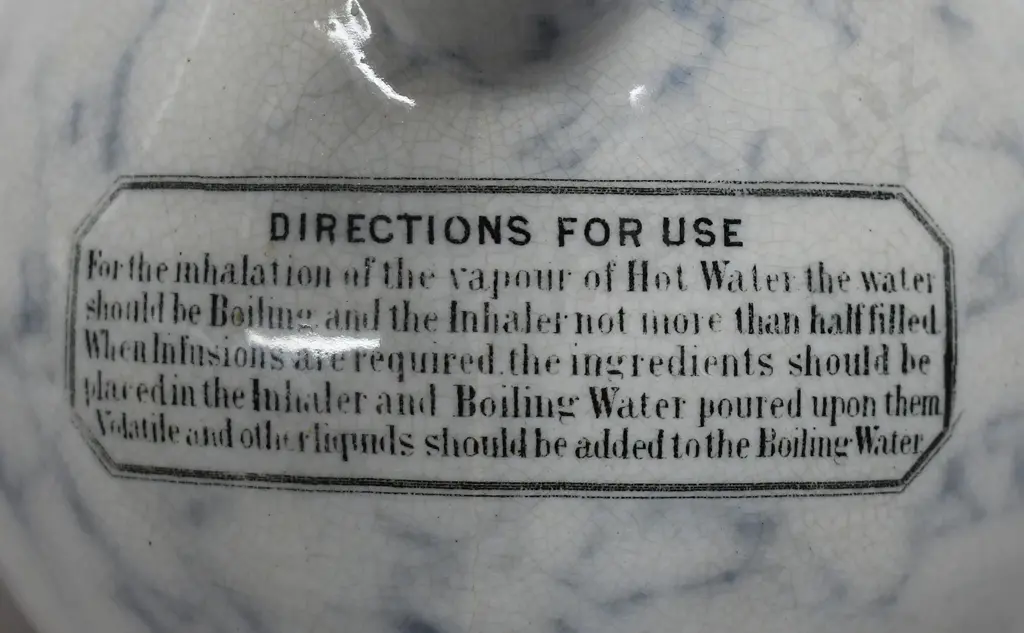 DIRECTIONS FOR USE
For the inhalation of the vapour of Hot Water the water
should be Boiling and the Inhaler not more than half filled.
When Infusions are required, the ingredients should be
placed in the Inhaler and Boiling Water poured upon them
Volatile and other liquids should be added to the Boiling Water.